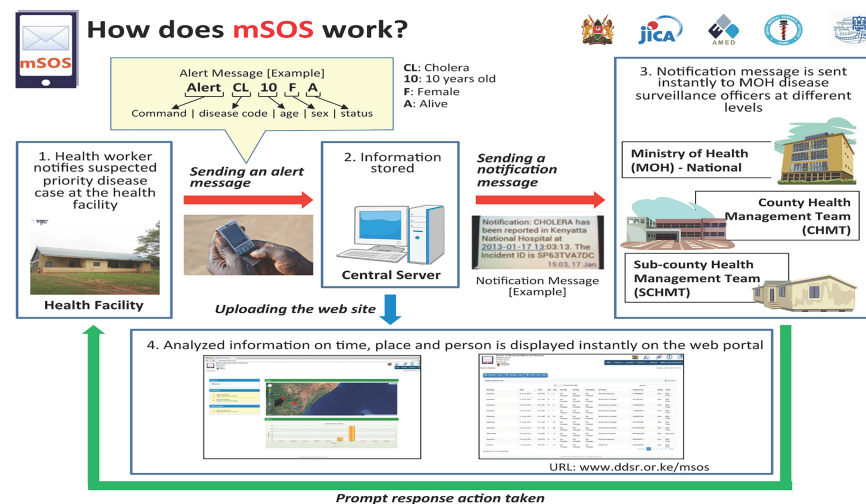 How does mSOS work?
mSOS
JICA
AMED
Alert Message [Example]
Alert CL 10 F A
Command | disease code | age | sex | status
CL: Cholera
10: 10 years old
F: Female
A: Alive
1. Health worker
notifies suspected
priority disease
case at the health
facility
Health Facility
Sending an alert
message
2. Information
stored
Central Server
Sending a
notification
message
Notification: CHOLERA has
been reported in Kenyatta
National Hospital at
2013-01-17 13:03:13. The
Incident ID is SP63TVA7DC
15:03, 17 Jan
Notification Message
[Example]
3. Notification message is sent
instantly to MOH disease
surveillance officers at different
levels
Ministry of Health
(MOH) - National
County Health
Management Team
(CHMT)
Sub-county Health
Management Team
(SCHMT)
Uploading the web site
4. Analyzed information on time, place and person is displayed instantly on the web portal
URL: www.ddsr.or.ke/msos
Prompt response action taken